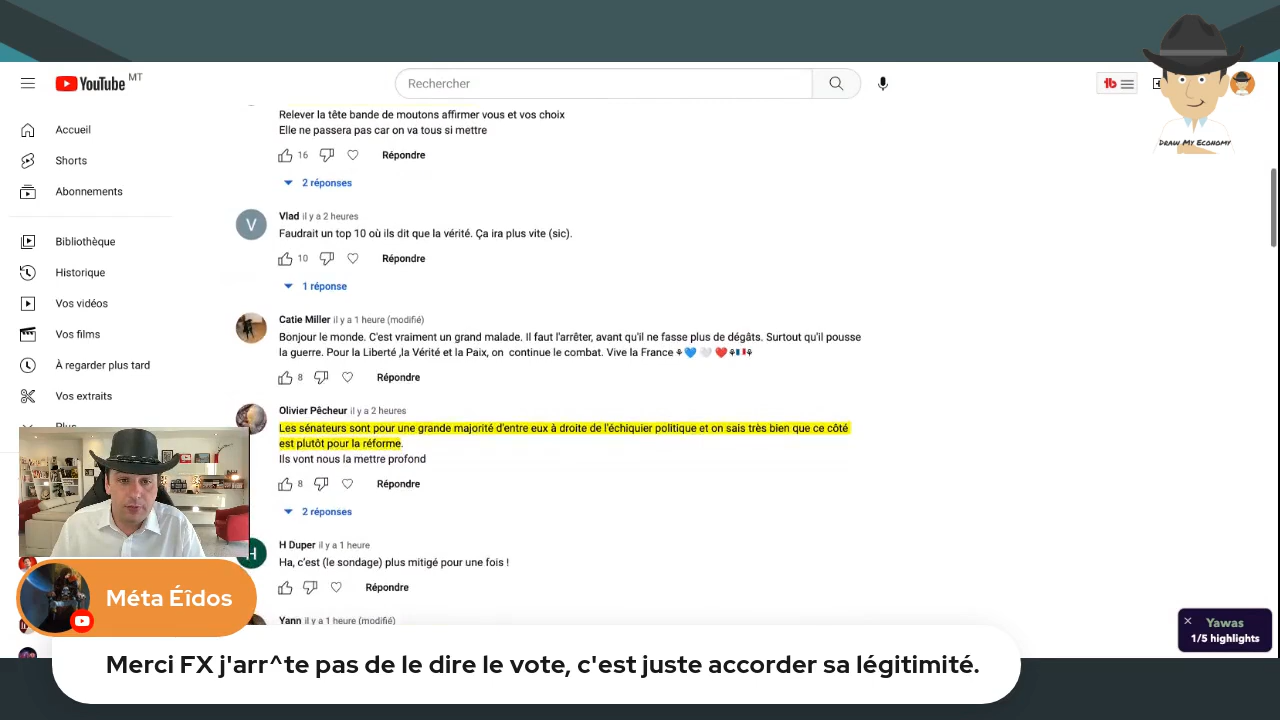 YouTube MT
Rechercher
DRAW MY ECONOMY
Accueil
Shorts
Abonnements
Bibliothèque
Historique
Vos vidéos
Vos films
À regarder plus tard
Vos extraits
Plus
Relever la tête bande de moutons affirmer vous et vos choix
Elle ne passera pas car on va tous si mettre
16 Répondre
2 réponses
V
Vlad il y a 2 heures
Faudrait un top 10 où ils dit que la vérité. Ça ira plus vite (sic).
10 Répondre
1 réponse
Catie Miller il y a 1 heure (modifié)
Bonjour le monde. C'est vraiment un grand malade. Il faut l'arrêter, avant qu'il ne fasse plus de dégâts. Surtout qu'il pousse
la guerre. Pour la Liberté ,la Vérité et la Paix, on continue le combat. Vive la France ⚘💙 🤍 ❤️⚘🇫🇷⚘
8 Répondre
Olivier Pêcheur il y a 2 heures
Les sénateurs sont pour une grande majorité d'entre eux à droite de l'échiquier politique et on sais très bien que ce côté
est plutôt pour la réforme.
Ils vont nous la mettre profond
8 Répondre
2 réponses
H
H Duper il y a 1 heure
Ha, c'est (le sondage) plus mitigé pour une fois !
Répondre
Yann il y a 1 heure (modifié)
Yawas
1/5 highlights
Méta Éîdos
Merci FX j'arr^te pas de le dire le vote, c'est juste accorder sa légitimité.